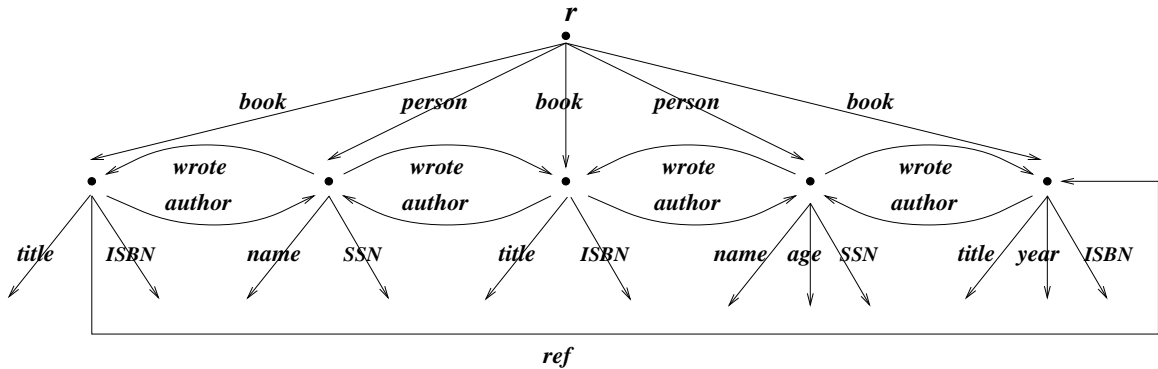 r
book person book person book
wrote wrote wrote wrote
author author author author
title ISBN name SSN title ISBN name age SSN title year ISBN
ref